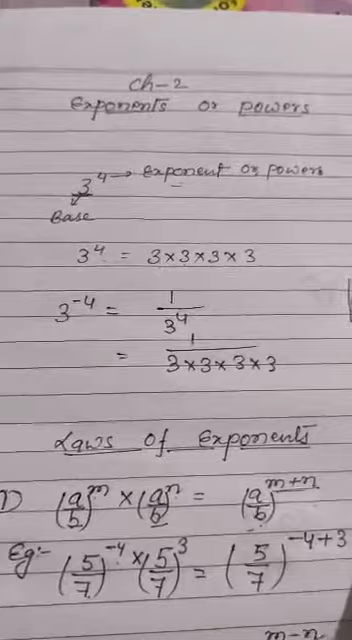 Ch-2
Exponents or powers
3⁴ → exponent or powers
Base
3⁴ = 3×3×3×3
3⁻⁴ = 1/3⁴
= 1/3×3×3×3
Laws of Exponents
1) (a/b)ᵐ × (a/b)ⁿ = (a/b)ᵐ⁺ⁿ
Eg:- (5/7)⁻⁴ × (5/7)³ = (5/7)⁻⁴⁺³
m-n